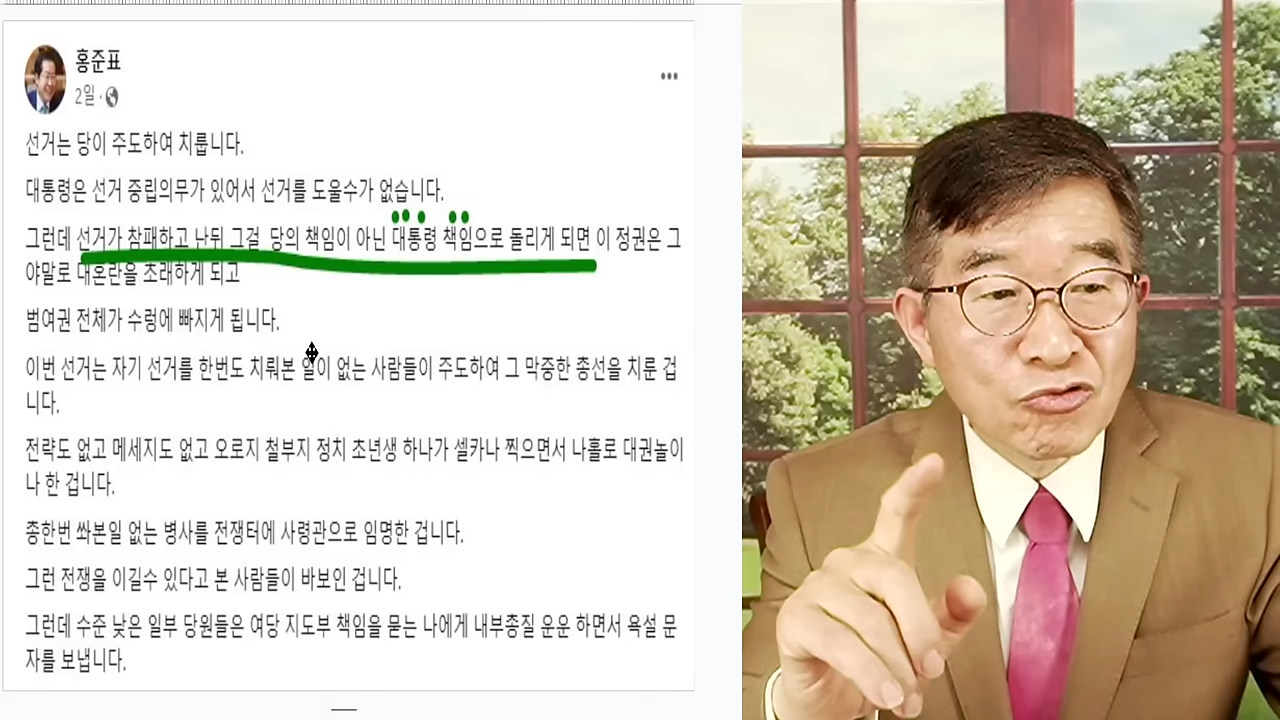 홍준표
2일 ·
선거는 당이 주도하여 치룹니다.
대통령은 선거 중립의무가 있어서 선거를 도울수가 없습니다.
그런데 선거가 참패하고 난뒤 그걸 당의 책임이 아닌 대통령 책임으로 돌리게 되면 이 정권은 그
야말로 대혼란을 초래하게 되고
범여권 전체가 수렁에 빠지게 됩니다.
이번 선거는 자기 선거를 한번도 치뤄본 일이 없는 사람들이 주도하여 그 막중한 총선을 치룬 겁
니다.
전략도 없고 메세지도 없고 오로지 철부지 정치 초년생 하나가 셀카나 찍으면서 나홀로 대권놀이
나 한 겁니다.
총한번 쏴본일 없는 병사를 전쟁터에 사령관으로 임명한 겁니다.
그런 전쟁을 이길수 있다고 본 사람들이 바보인 겁니다.
그런데 수준 낮은 일부 당원들은 여당 지도부 책임을 묻는 나에게 내부총질 운운 하면서 욕설 문
자를 보냅니다.